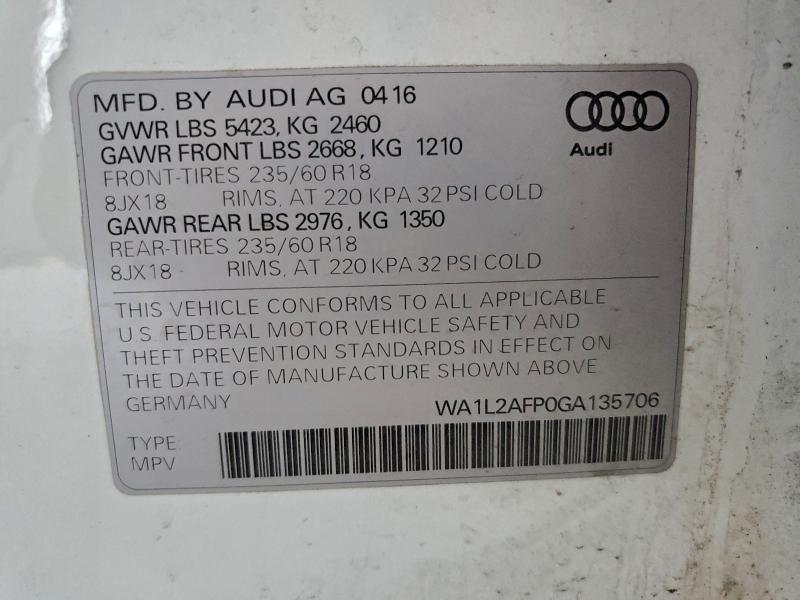 MFD. BY AUDI AG 04 16
GVWR LBS 5423, KG 2460
GAWR FRONT LBS 2668, KG 1210
FRONT-TIRES 235/60 R18
8JX18 RIMS, AT 220 KPA 32 PSI COLD
GAWR REAR LBS 2976, KG 1350
REAR-TIRES 235/60 R18
8JX18 RIMS, AT 220 KPA 32 PSI COLD
Audi
THIS VEHICLE CONFORMS TO ALL APPLICABLE
U.S. FEDERAL MOTOR VEHICLE SAFETY AND
THEFT PREVENTION STANDARDS IN EFFECT ON
THE DATE OF MANUFACTURE SHOWN ABOVE.
GERMANY WA1L2AFP0GA135706
TYPE:
MPV